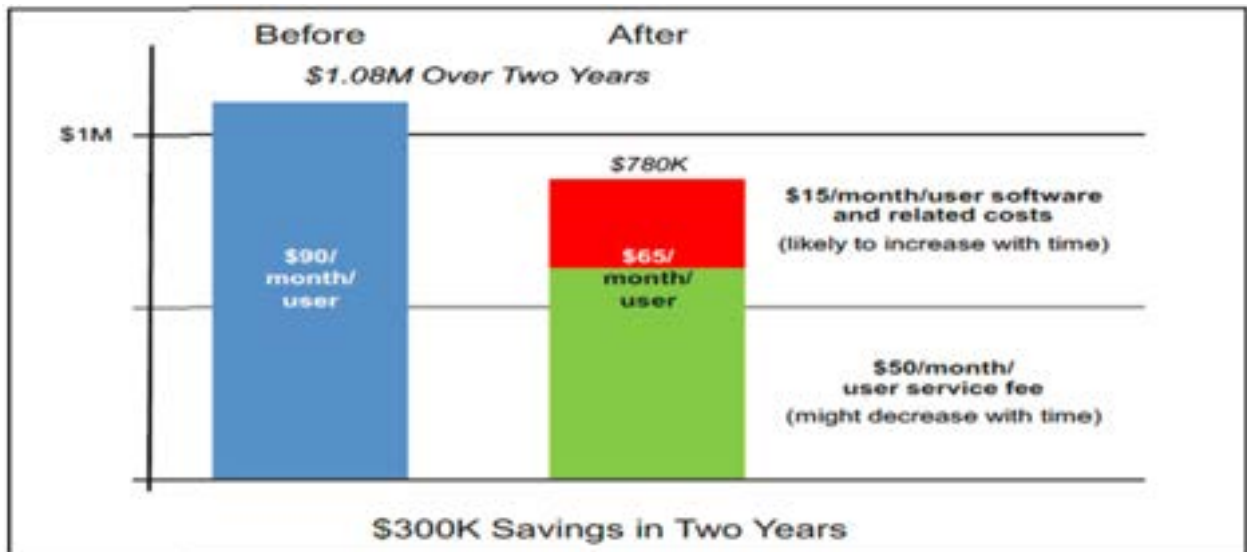 Before
After
$1.08M Over Two Years
$1M
$780K
$15/month/user software
and related costs
(likely to increase with time)
$90/
month/
user
$65/
month/
user
$50/month/
user service fee
(might decrease with time)
$300K Savings in Two Years